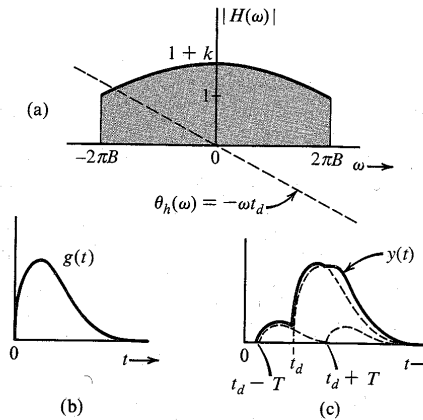 |H(ω)|
1 + k
1
(a)
−2πB
0
2πB
ω
θh(ω) = −ωtd
g(t)
0
t
(b)
y(t)
0
td
t
td − T
td + T
(c)